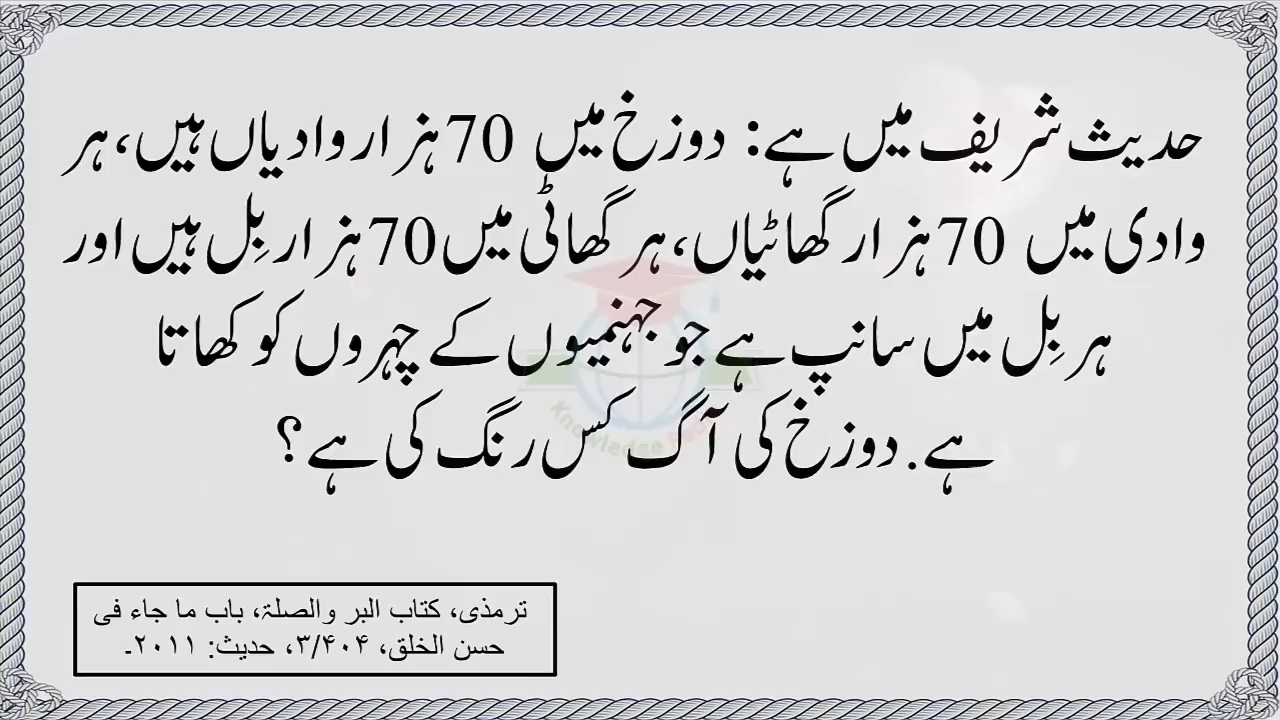 حدیث شریف میں ہے: دوزخ میں 70 ہزار وادیاں ہیں، ہر
وادی میں 70 ہزار گھاٹیاں، ہر گھاٹی میں 70 ہزار بِل ہیں اور
ہر بِل میں سانپ ہے جو جہنمیوں کے چہروں کو کھاتا
ہے. دوزخ کی آگ کس رنگ کی ہے؟
Knowledge
ترمذی، کتاب البر والصلۃ، باب ما جاء فی
حسن الخلق، ۳/۴۰۴، حدیث: ۲۰۱۱۔